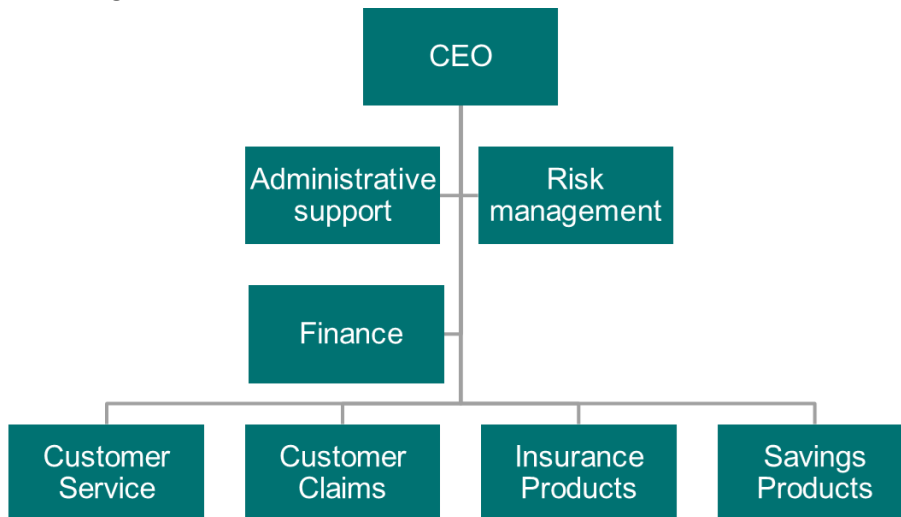 CEO
Administrative
support
Risk
management
Finance
Customer
Service
Customer
Claims
Insurance
Products
Savings
Products